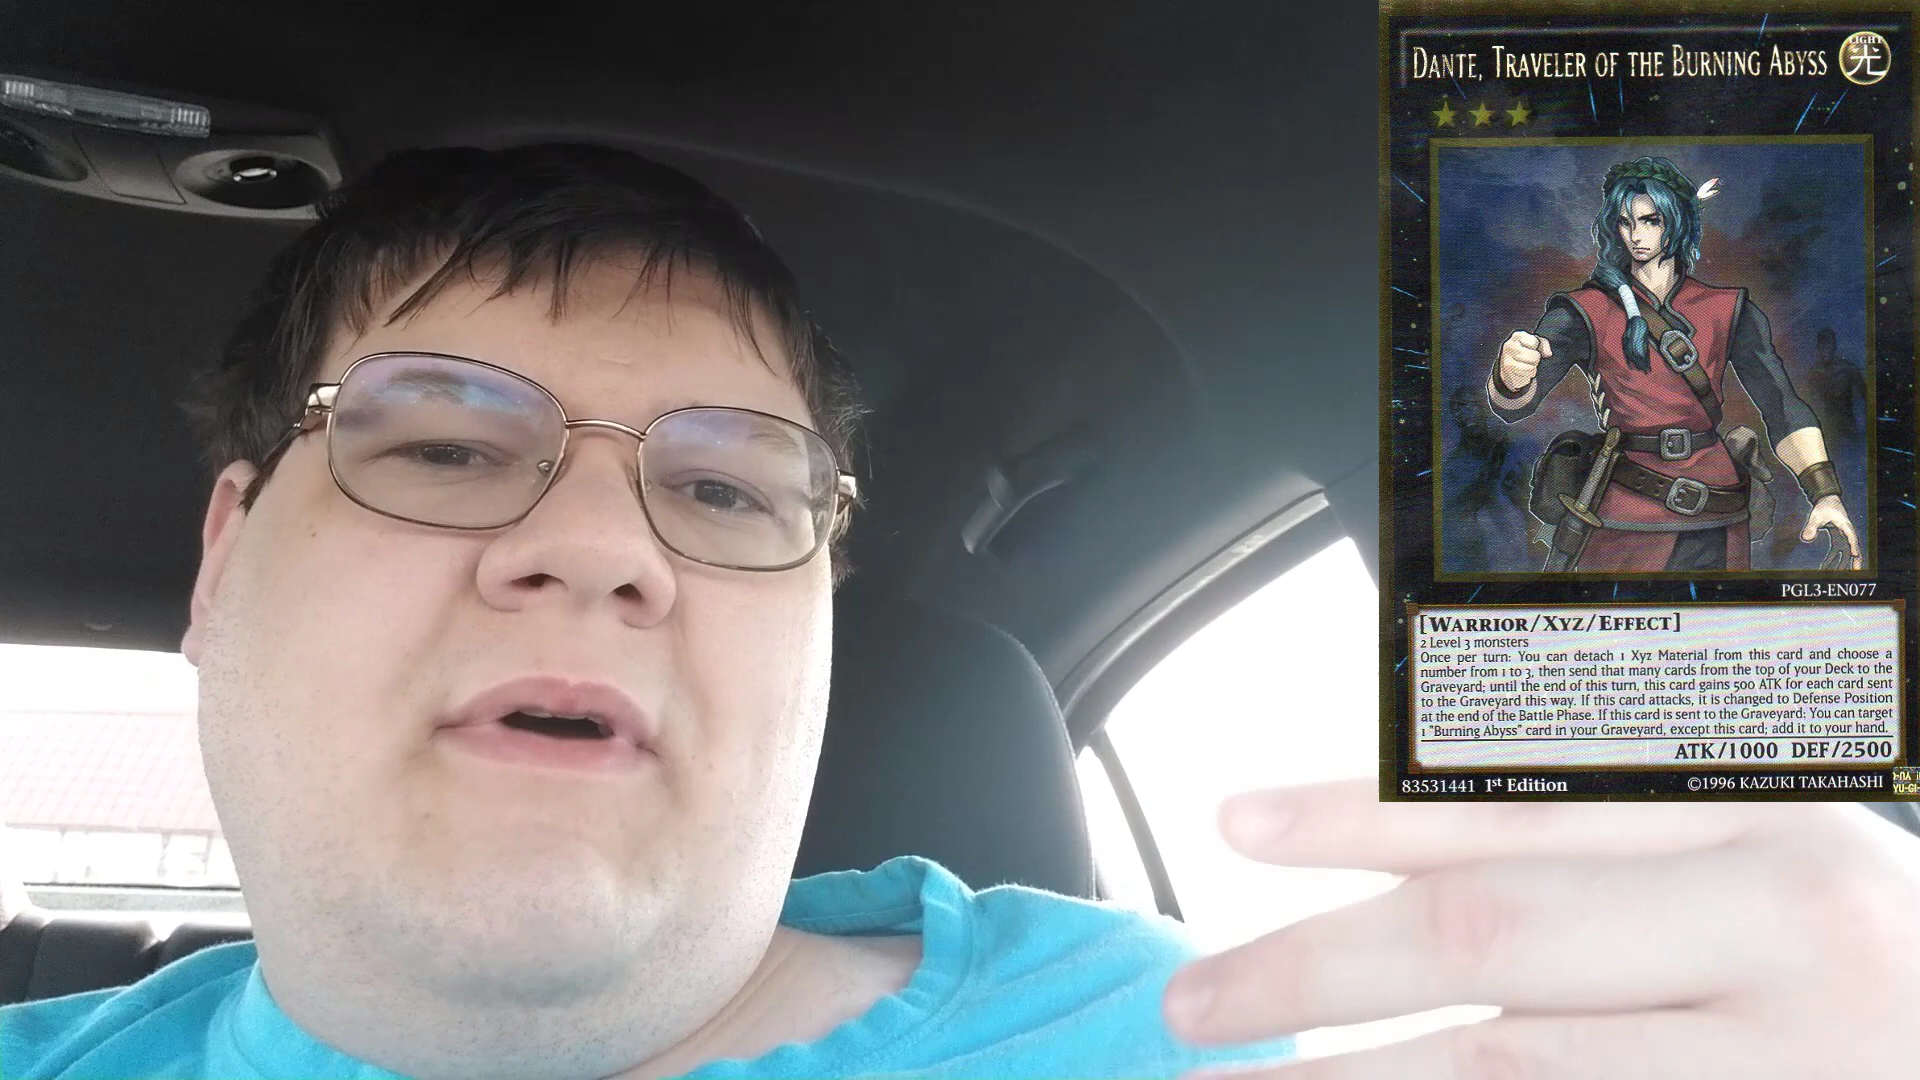 DANTE, TRAVELER OF THE BURNING ABYSS
LIGHT
光
PGL3-EN077
[WARRIOR/XYZ/EFFECT]
2 Level 3 monsters
Once per turn: You can detach 1 Xyz Material from this card and choose a
number from 1 to 3, then send that many cards from the top of your Deck to the
Graveyard; until the end of this turn, this card gains 500 ATK for each card sent
to the Graveyard this way. If this card attacks, it is changed to Defense Position
at the end of the Battle Phase. If this card is sent to the Graveyard: You can target
1 "Burning Abyss" card in your Graveyard, except this card; add it to your hand.
ATK/1000 DEF/2500
83531441 1st Edition
©1996 KAZUKI TAKAHASHI